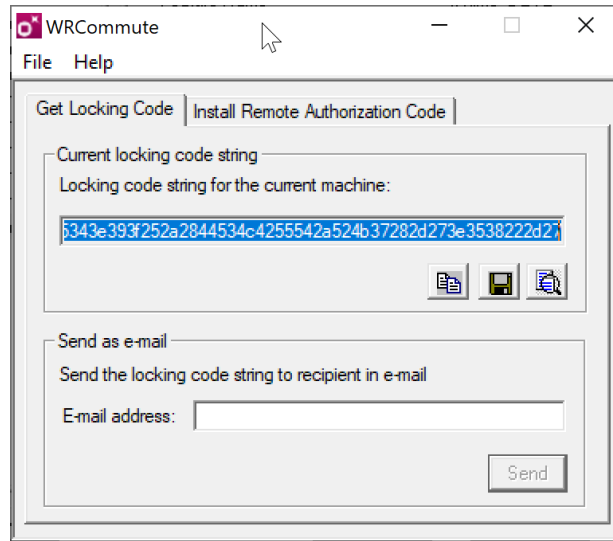 WRCommute
File Help
Get Locking Code Install Remote Authorization Code
Current locking code string
Locking code string for the current machine:
5343e393f252a2844534c4255542a524b37282d273e3538222d27
Send as e-mail
Send the locking code string to recipient in e-mail
E-mail address:
Send